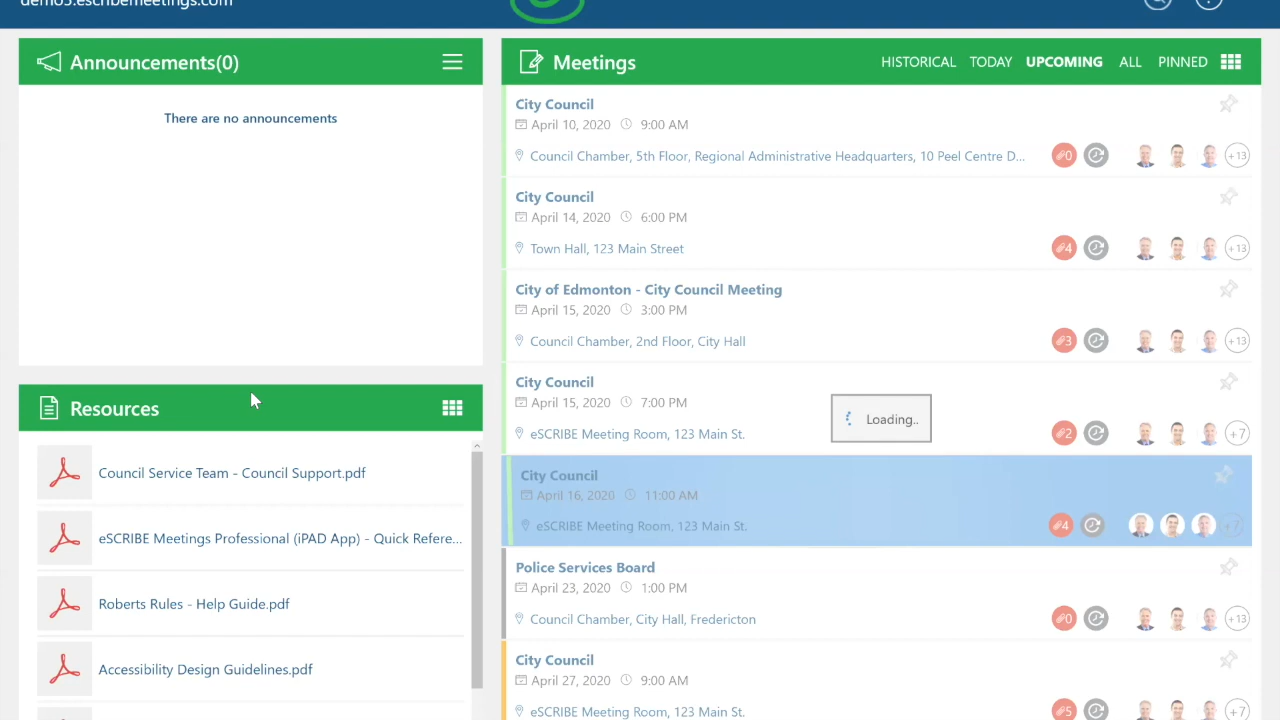 demo3.escribemeetings.com
Announcements(0)
There are no announcements
Resources
Council Service Team - Council Support.pdf
eSCRIBE Meetings Professional (iPAD App) - Quick Refere...
Roberts Rules - Help Guide.pdf
Accessibility Design Guidelines.pdf
Meetings
HISTORICAL TODAY UPCOMING ALL PINNED
City Council
April 10, 2020 9:00 AM
Council Chamber, 5th Floor, Regional Administrative Headquarters, 10 Peel Centre D... 0 +13
City Council
April 14, 2020 6:00 PM
Town Hall, 123 Main Street 4 +13
City of Edmonton - City Council Meeting
April 15, 2020 3:00 PM
Council Chamber, 2nd Floor, City Hall 3 +13
City Council
April 15, 2020 7:00 PM
Loading..
eSCRIBE Meeting Room, 123 Main St. 2 +7
City Council
April 16, 2020 11:00 AM
eSCRIBE Meeting Room, 123 Main St. 4 +7
Police Services Board
April 23, 2020 1:00 PM
Council Chamber, City Hall, Fredericton 0 +13
City Council
April 27, 2020 9:00 AM
eSCRIBE Meeting Room, 123 Main St. 5 +7